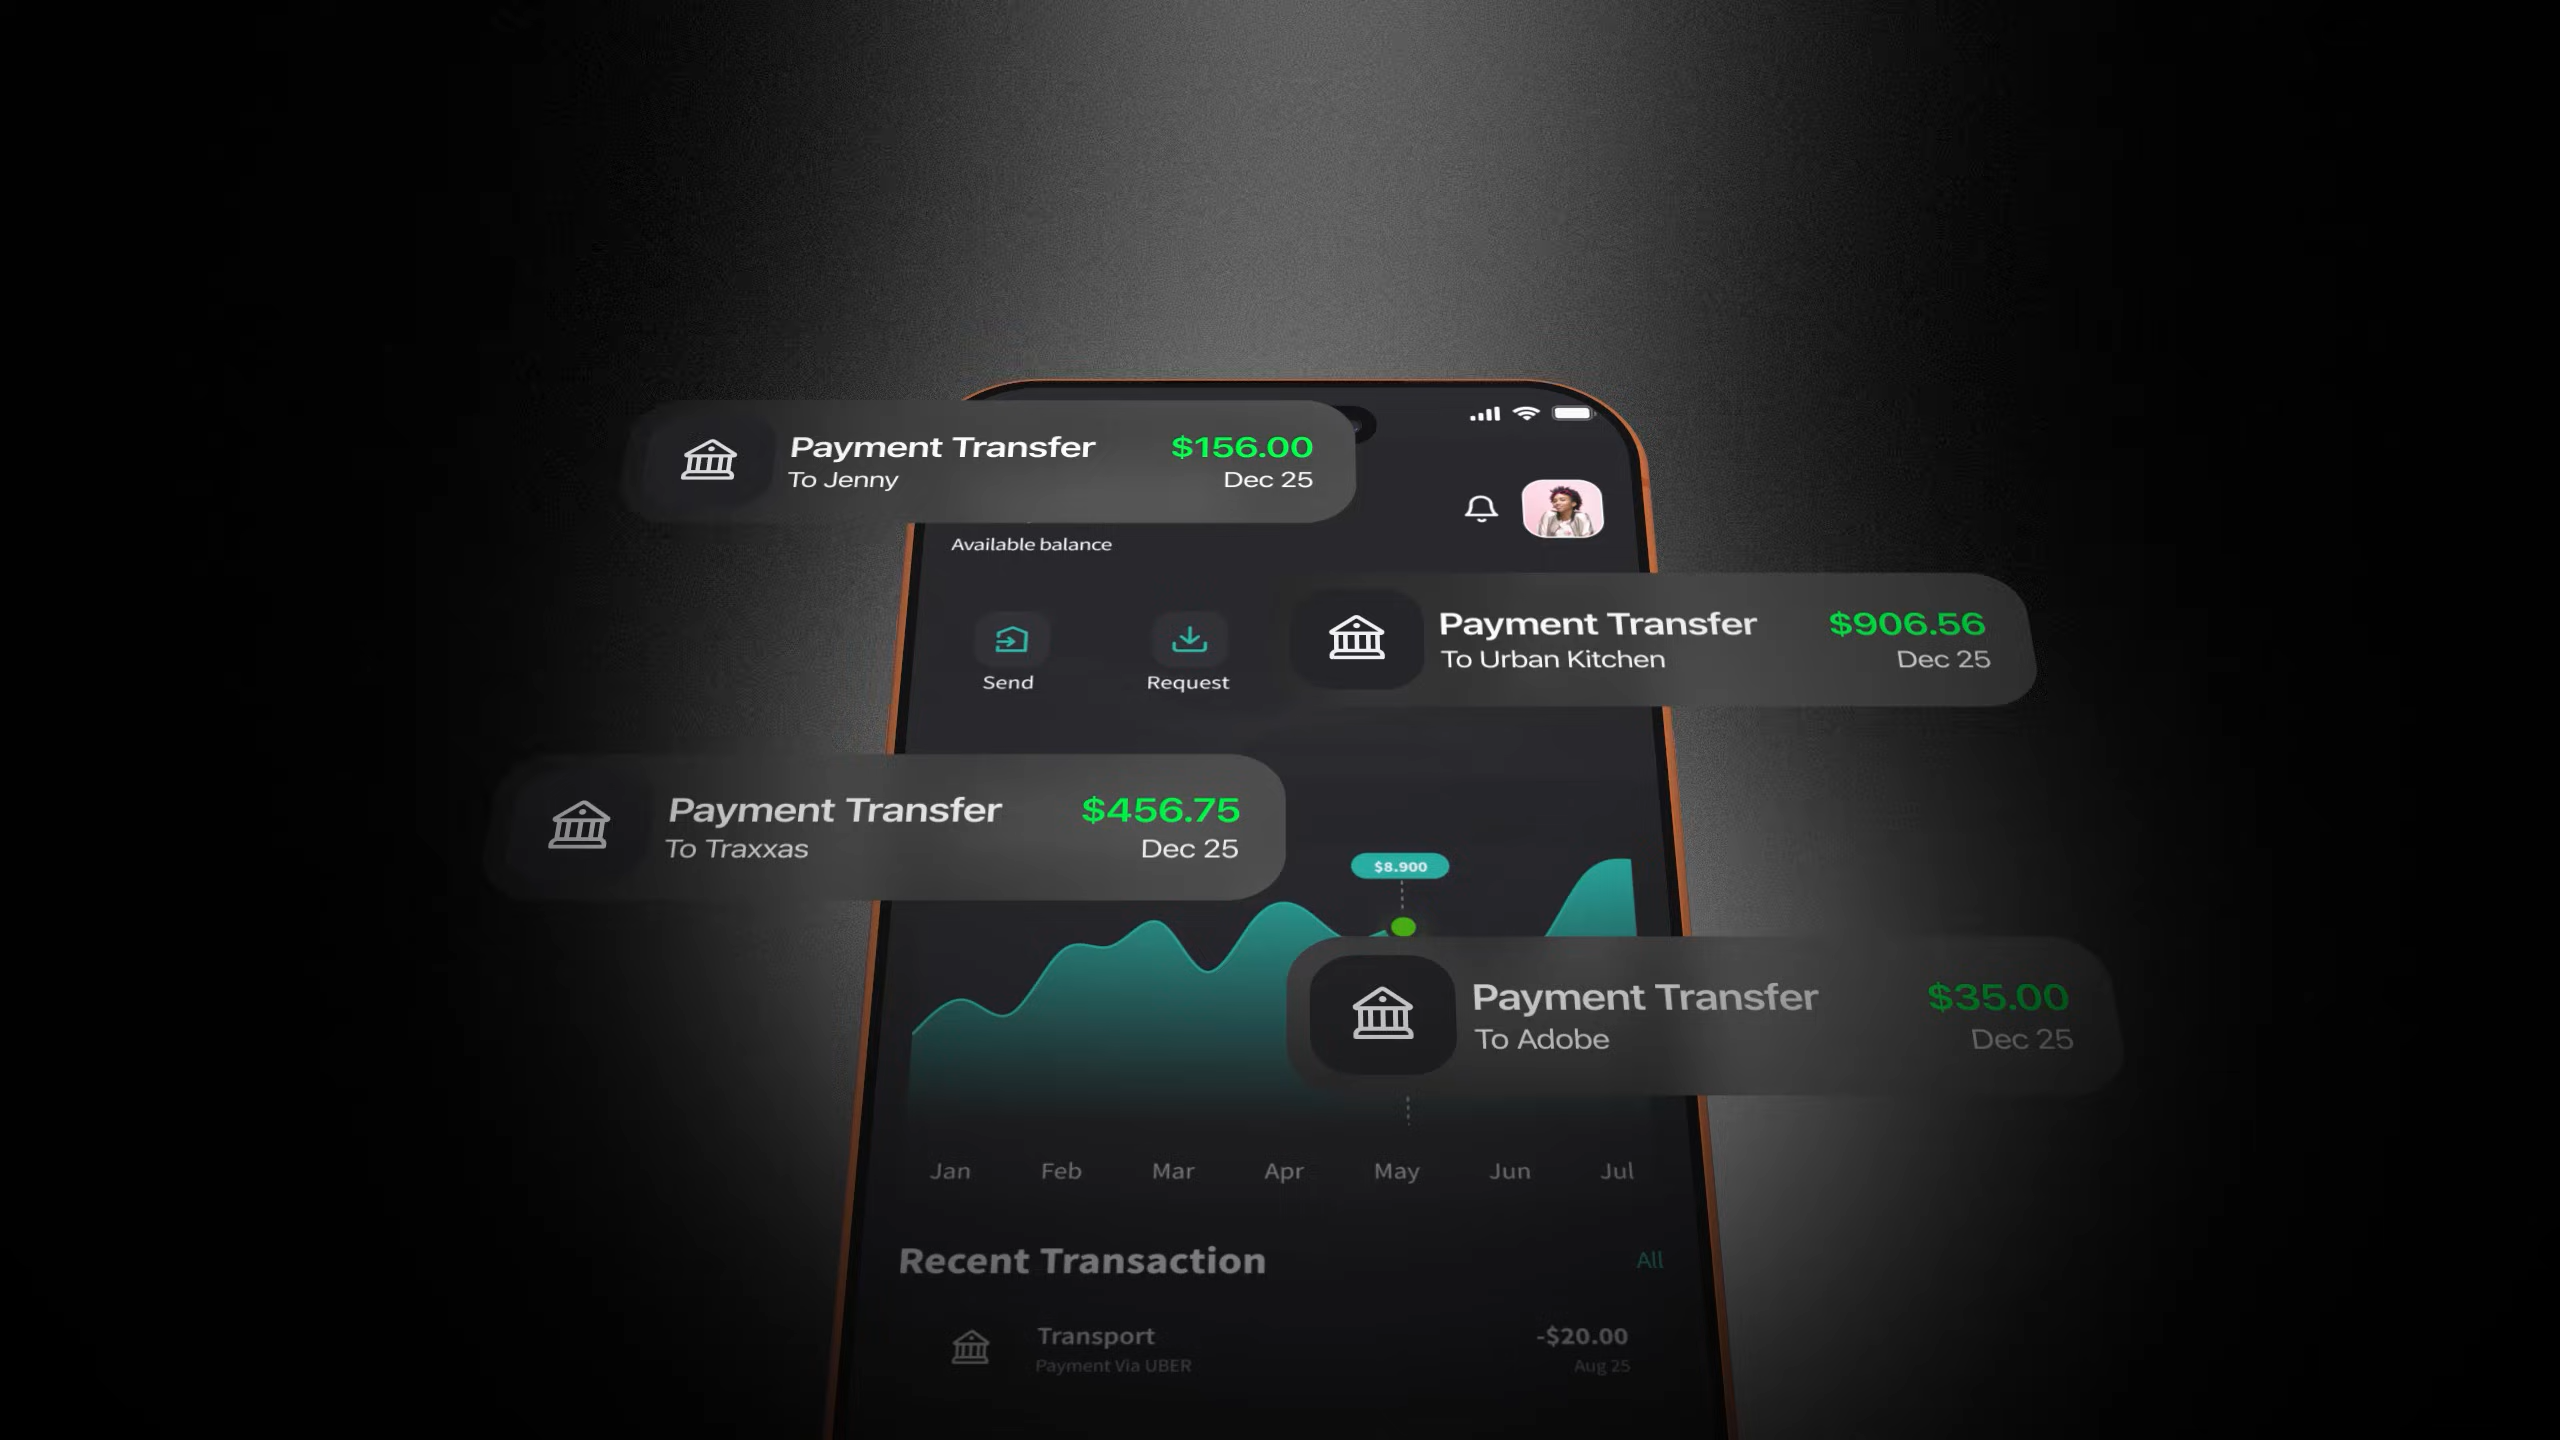 Payment Transfer $156.00
To Jenny Dec 25
Available balance
Payment Transfer $906.56
To Urban Kitchen Dec 25
Send Request
Payment Transfer $456.75
To Traxxas Dec 25
$8.900
Payment Transfer $35.00
To Adobe Dec 25
Jan Feb Mar Apr May Jun Jul
Recent Transaction All
Transport -$20.00
Payment Via UBER Aug 25